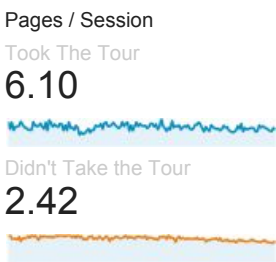 Pages / Session
Took The Tour
6.10
Didn't Take the Tour
2.42